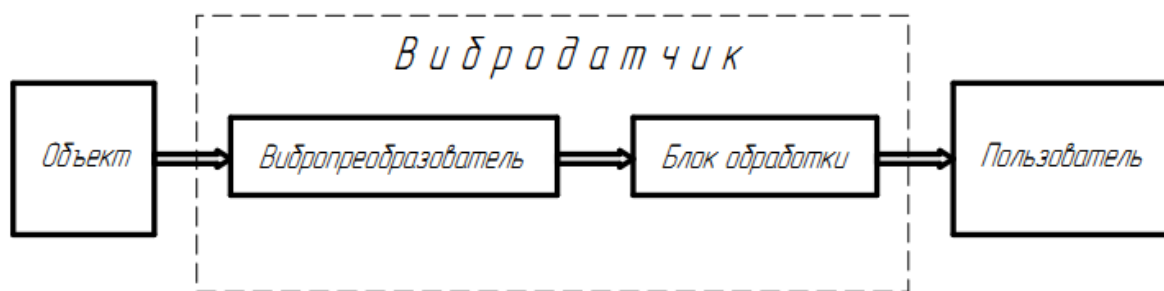 Вибродатчик
Объект
Вибропреобразователь
Блок обработки
Пользователь